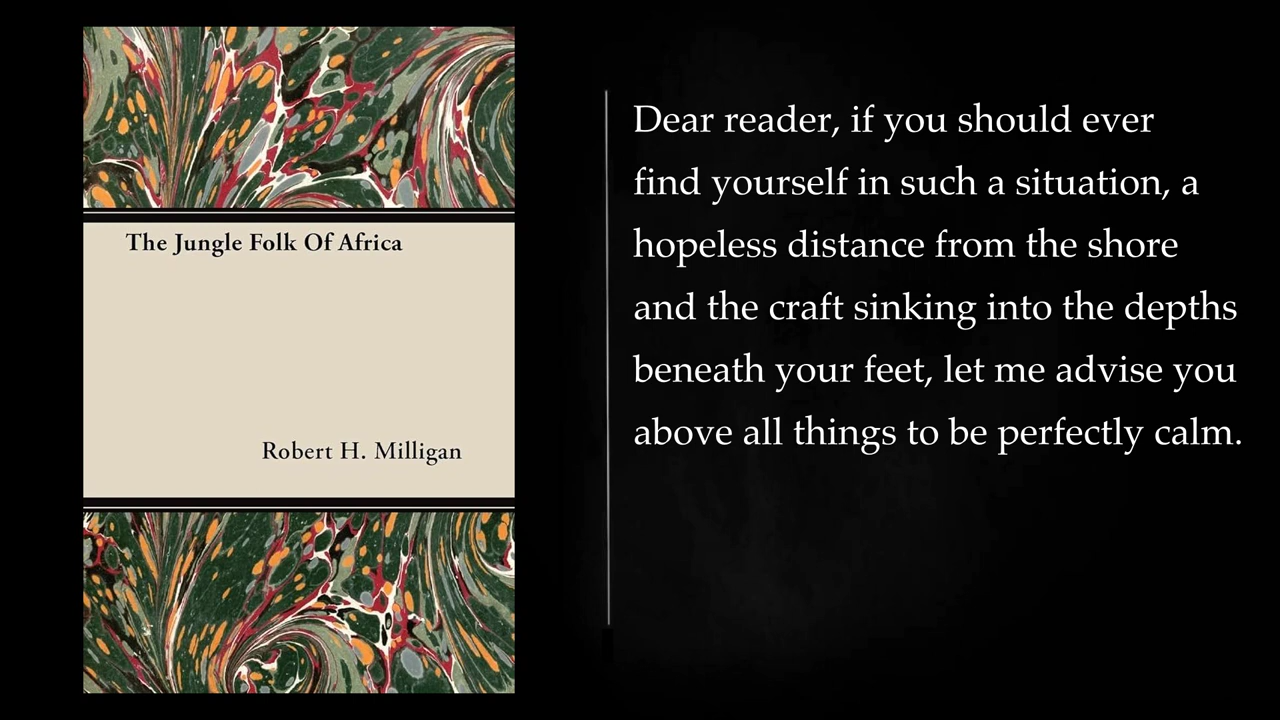 The Jungle Folk Of Africa
Robert H. Milligan
Dear reader, if you should ever
find yourself in such a situation, a
hopeless distance from the shore
and the craft sinking into the depths
beneath your feet, let me advise you
above all things to be perfectly calm.